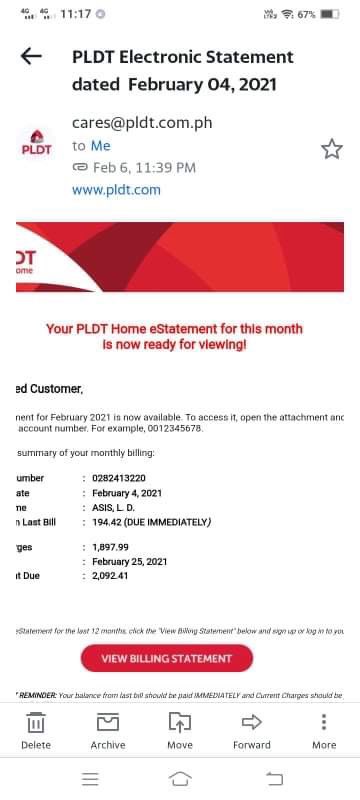 4G 4G 11:17 67%
PLDT Electronic Statement
dated February 04, 2021
cares@pldt.com.ph
to Me
Feb 6, 11:39 PM
www.pldt.com
PLDT
DT
ome
Your PLDT Home eStatement for this month
is now ready for viewing!
ed Customer,
nent for February 2021 is now available. To access it, open the attachment and
account number. For example, 0012345678.
summary of your monthly billing:
umber : 0282413220
ate : February 4, 2021
me : ASIS, L. D.
n Last Bill : 194.42 (DUE IMMEDIATELY)
ges : 1,897.99
: February 25, 2021
t Due : 2,092.41
eStatement for the last 12 months, click the "View Billing Statement" below and sign up or log in to you
VIEW BILLING STATEMENT
* REMINDER: Your balance from last bill should be paid IMMEDIATELY and Current Charges should be
Delete Archive Move Forward More